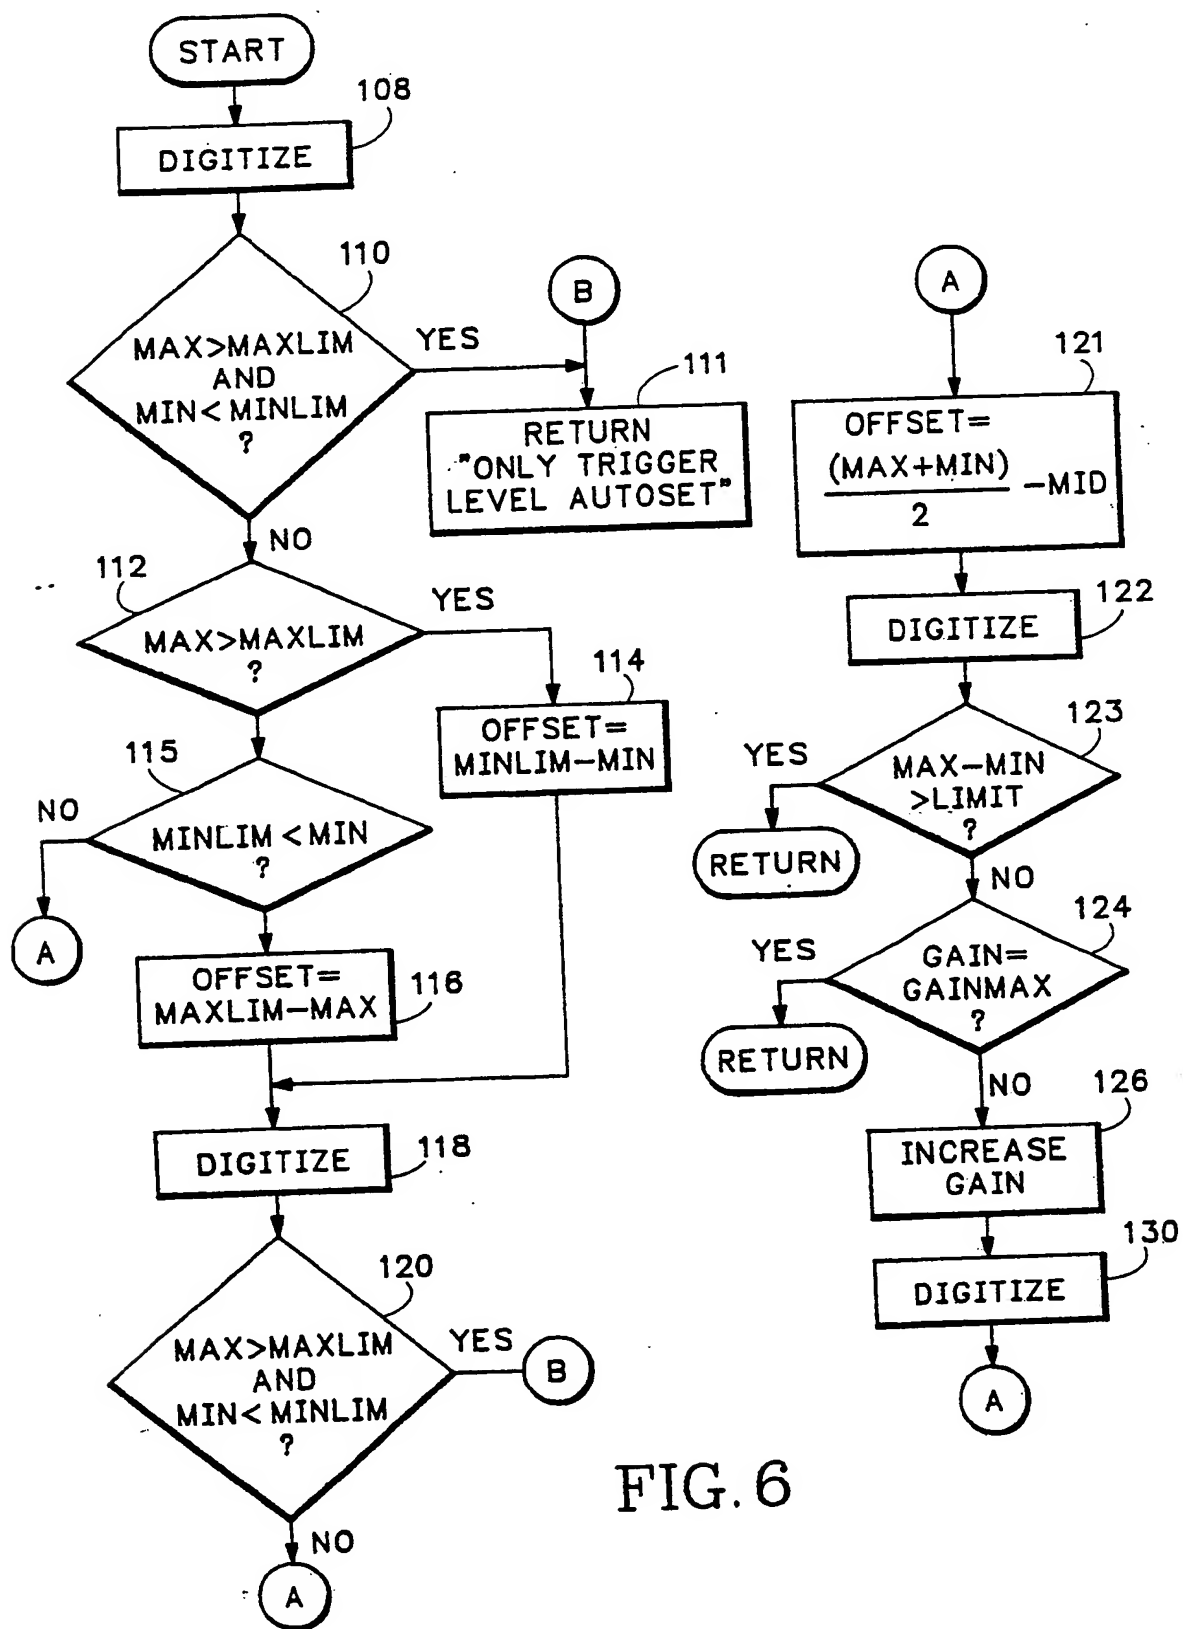 START
108
DIGITIZE
110
MAX>MAXLIM
AND
MIN<MINLIM
?
YES
B
111
RETURN
"ONLY TRIGGER
LEVEL AUTOSET"
NO
112
MAX>MAXLIM
?
YES
114
OFFSET=
MINLIM-MIN
115
NO
MINLIM<MIN
?
A
OFFSET=
MAXLIM-MAX
116
DIGITIZE
118
120
MAX>MAXLIM
AND
MIN<MINLIM
?
YES
B
NO
A
A
121
OFFSET=
(MAX+MIN)
2
-MID
122
DIGITIZE
123
YES
MAX-MIN
>LIMIT
?
RETURN
NO
124
YES
GAIN=
GAINMAX
?
RETURN
NO
126
INCREASE
GAIN
130
DIGITIZE
A
FIG. 6